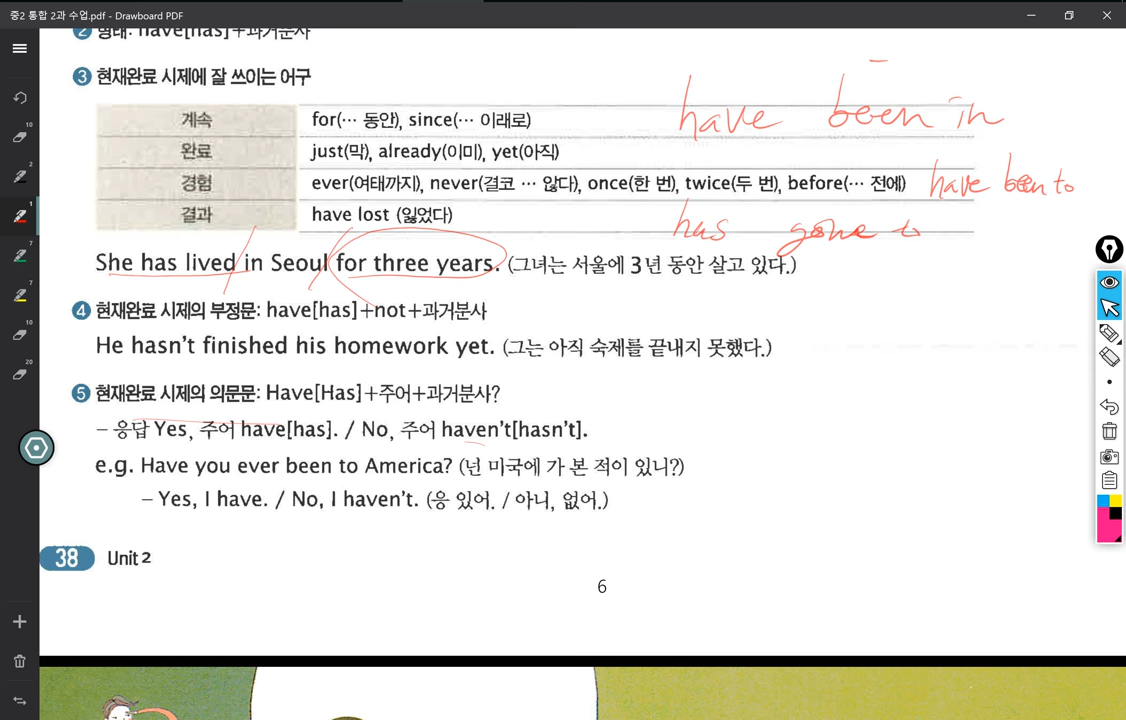 중2 통합 2과 수업.pdf - Drawboard PDF
2 형태: have[has]+과거분사
3 현재완료 시제에 잘 쓰이는 어구
계속 for(… 동안), since(… 이래로) have been in
완료 just(막), already(이미), yet(아직)
경험 ever(여태까지), never(결코 … 않다), once(한 번), twice(두 번), before(… 전에) have been to
결과 have lost (잃었다) has gone to
She has lived in Seoul for three years. (그녀는 서울에 3년 동안 살고 있다.)
4 현재완료 시제의 부정문: have[has]+not+과거분사
He hasn't finished his homework yet. (그는 아직 숙제를 끝내지 못했다.)
5 현재완료 시제의 의문문: Have[Has]+주어+과거분사?
– 응답 Yes, 주어 have[has]. / No, 주어 haven't[hasn't].
e.g. Have you ever been to America? (넌 미국에 가 본 적이 있니?)
– Yes, I have. / No, I haven't. (응 있어. / 아니, 없어.)
38 Unit 2
6
10
2
1
7
7
10
20